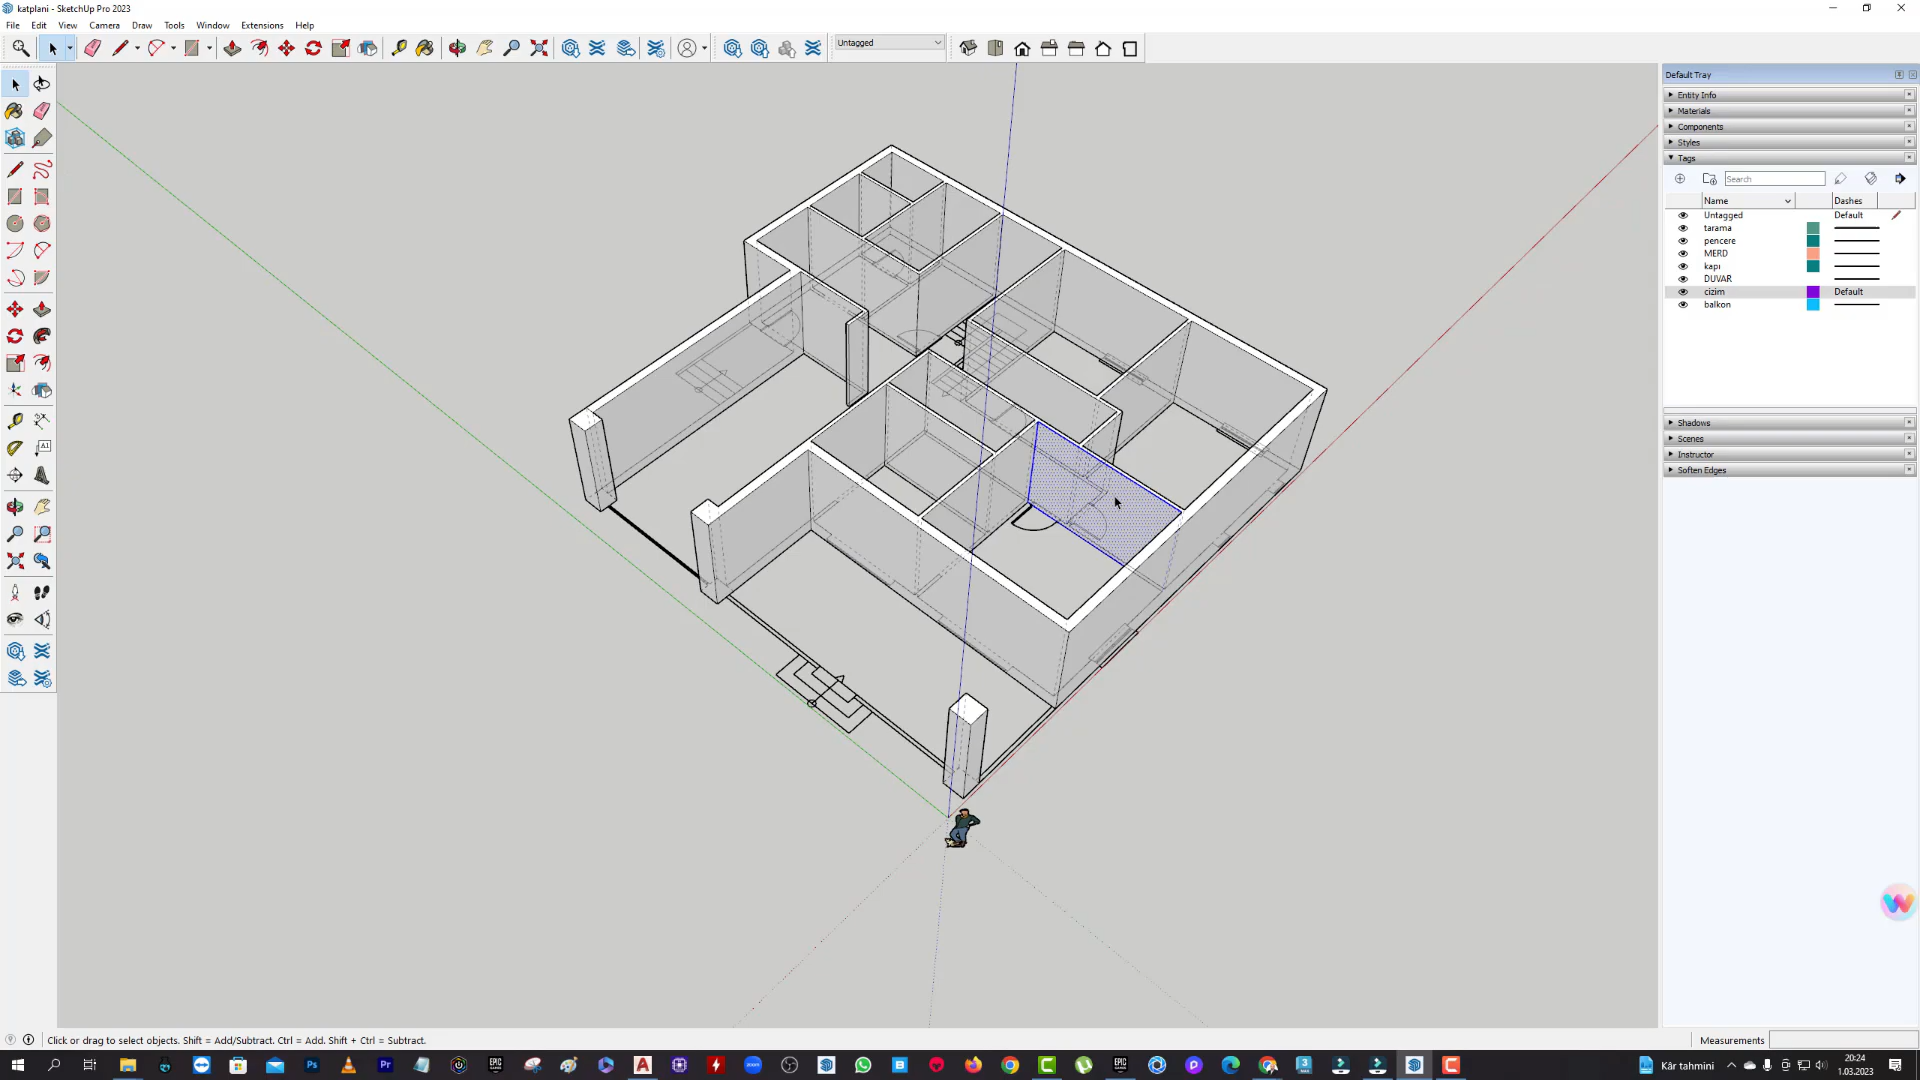 katplani - SketchUp Pro 2023
File Edit View Camera Draw Tools Window Extensions Help
Untagged
Default Tray
Entity Info
Materials
Components
Styles
Tags
Search
Name Dashes
Untagged Default
tarama
pencere
MERD
kapı
DUVAR
cizim Default
balkon
Shadows
Scenes
Instructor
Soften Edges
Click or drag to select objects. Shift = Add/Subtract. Ctrl = Add. Shift + Ctrl = Subtract.
Measurements
Kâr tahmini
20:24
1.03.2023